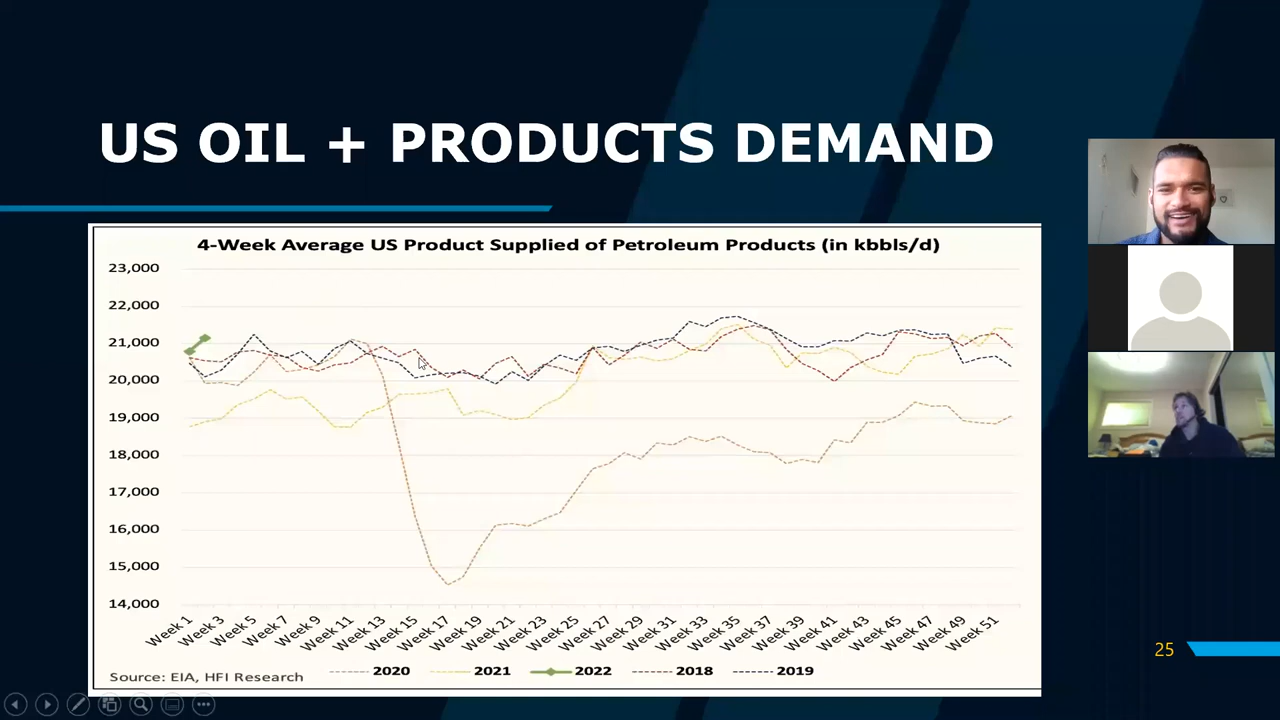 US OIL + PRODUCTS DEMAND
4-Week Average US Product Supplied of Petroleum Products (in kbbls/d)
23,000
22,000
21,000
20,000
19,000
18,000
17,000
16,000
15,000
14,000
Week 1 Week 3 Week 5 Week 7 Week 9 Week 11 Week 13 Week 15 Week 17 Week 19 Week 21 Week 23 Week 25 Week 27 Week 29 Week 31 Week 33 Week 35 Week 37 Week 39 Week 41 Week 43 Week 45 Week 47 Week 49 Week 51
2020 2021 2022 2018 2019
Source: EIA, HFI Research
25